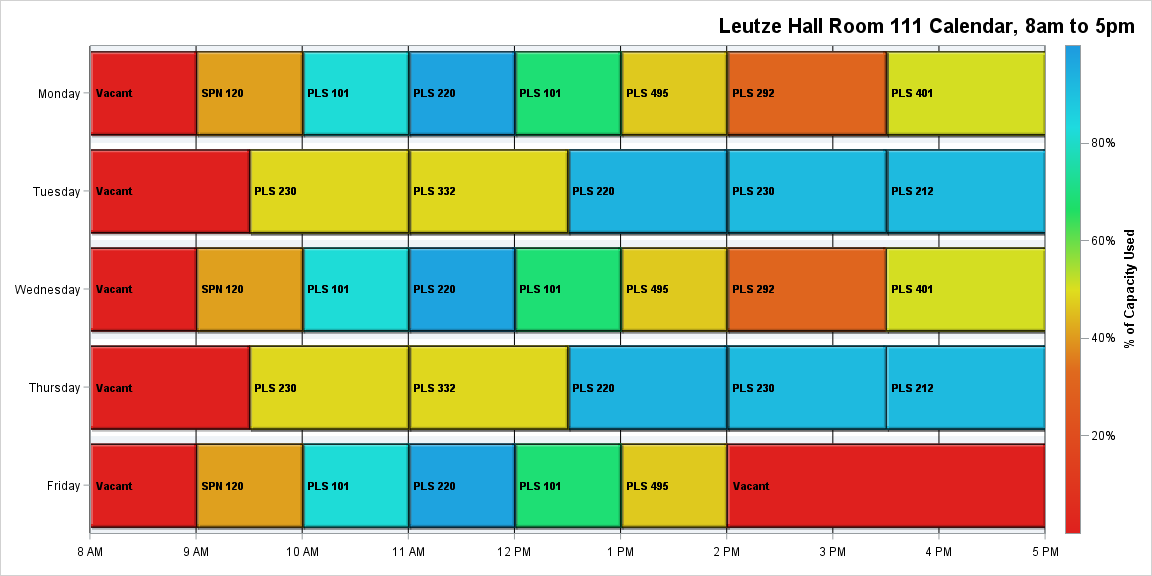 Leutze Hall Room 111 Calendar, 8am to 5pm
Monday
Vacant
SPN 120
PLS 101
PLS 220
PLS 101
PLS 495
PLS 292
PLS 401
Tuesday
Vacant
PLS 230
PLS 332
PLS 220
PLS 230
PLS 212
Wednesday
Vacant
SPN 120
PLS 101
PLS 220
PLS 101
PLS 495
PLS 292
PLS 401
Thursday
Vacant
PLS 230
PLS 332
PLS 220
PLS 230
PLS 212
Friday
Vacant
SPN 120
PLS 101
PLS 220
PLS 101
PLS 495
Vacant
8 AM
9 AM
10 AM
11 AM
12 PM
1 PM
2 PM
3 PM
4 PM
5 PM
80%
60%
40%
20%
% of Capacity Used